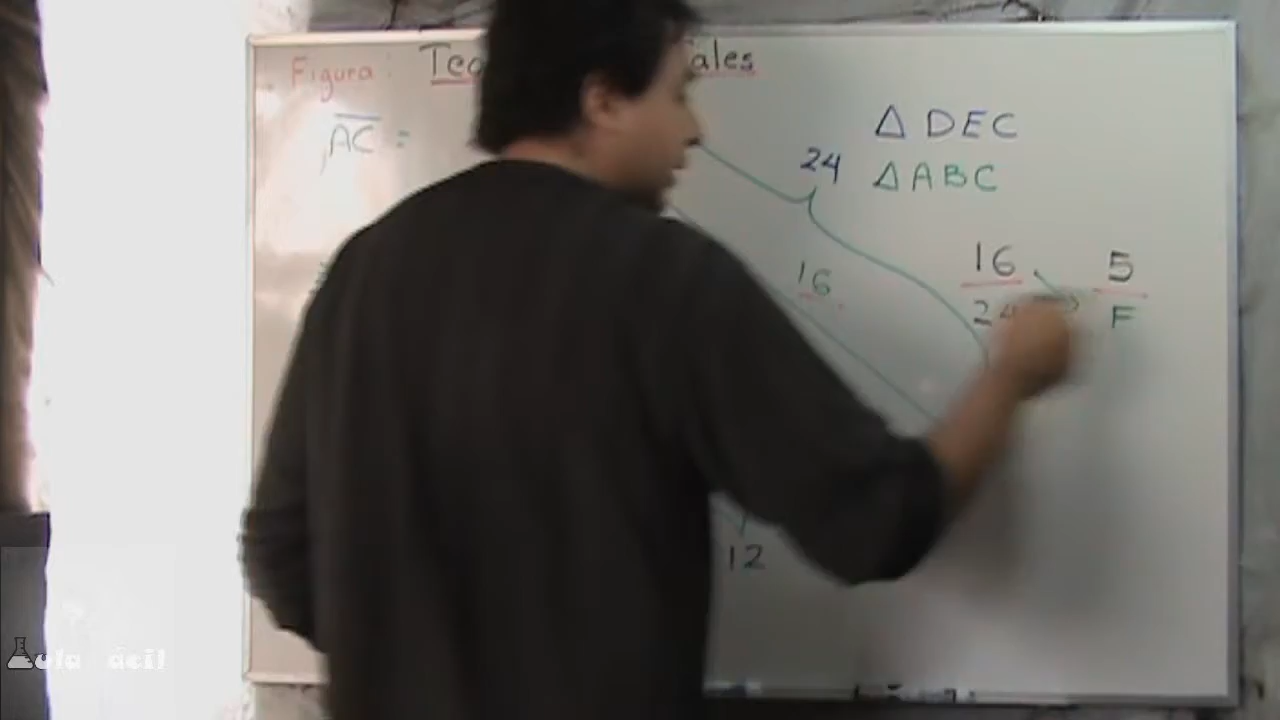 Figura: Teo ales
AC =
24
△ DEC
△ ABC
16
16 5
24 F
12
Aula Fácil